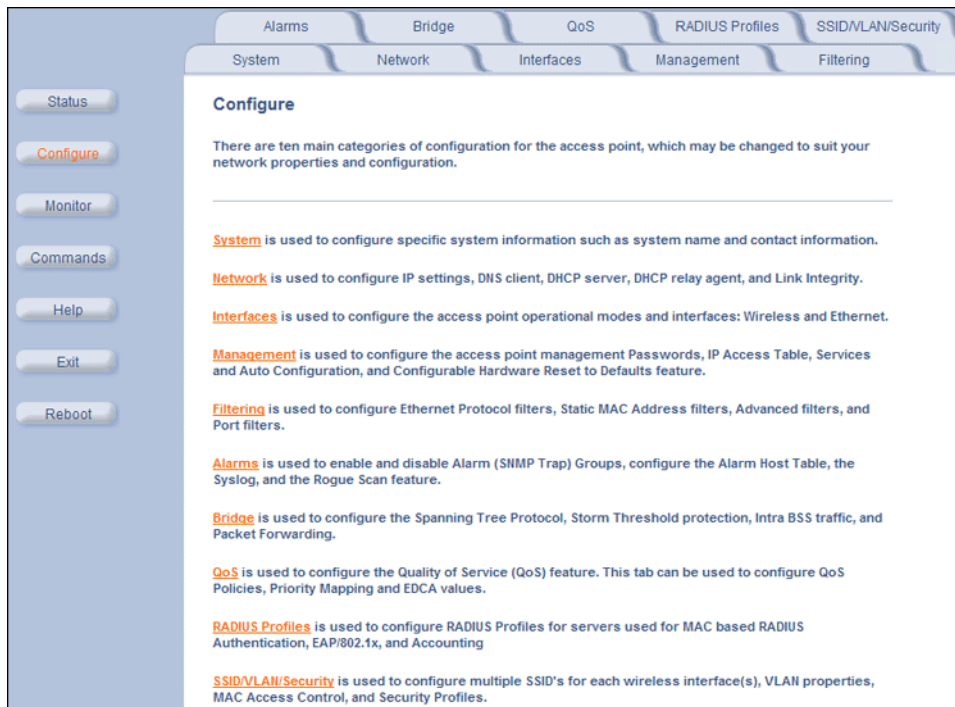 Alarms
Bridge
QoS
RADIUS Profiles
SSID/VLAN/Security
System
Network
Interfaces
Management
Filtering
Status
Configure
Monitor
Commands
Help
Exit
Reboot
Configure
There are ten main categories of configuration for the access point, which may be changed to suit your
network properties and configuration.
System is used to configure specific system information such as system name and contact information.
Network is used to configure IP settings, DNS client, DHCP server, DHCP relay agent, and Link Integrity.
Interfaces is used to configure the access point operational modes and interfaces: Wireless and Ethernet.
Management is used to configure the access point management Passwords, IP Access Table, Services
and Auto Configuration, and Configurable Hardware Reset to Defaults feature.
Filtering is used to configure Ethernet Protocol filters, Static MAC Address filters, Advanced filters, and
Port filters.
Alarms is used to enable and disable Alarm (SNMP Trap) Groups, configure the Alarm Host Table, the
Syslog, and the Rogue Scan feature.
Bridge is used to configure the Spanning Tree Protocol, Storm Threshold protection, Intra BSS traffic, and
Packet Forwarding.
QoS is used to configure the Quality of Service (QoS) feature. This tab can be used to configure QoS
Policies, Priority Mapping and EDCA values.
RADIUS Profiles is used to configure RADIUS Profiles for servers used for MAC based RADIUS
Authentication, EAP/802.1x, and Accounting
SSID/VLAN/Security is used to configure multiple SSID's for each wireless interface(s), VLAN properties,
MAC Access Control, and Security Profiles.